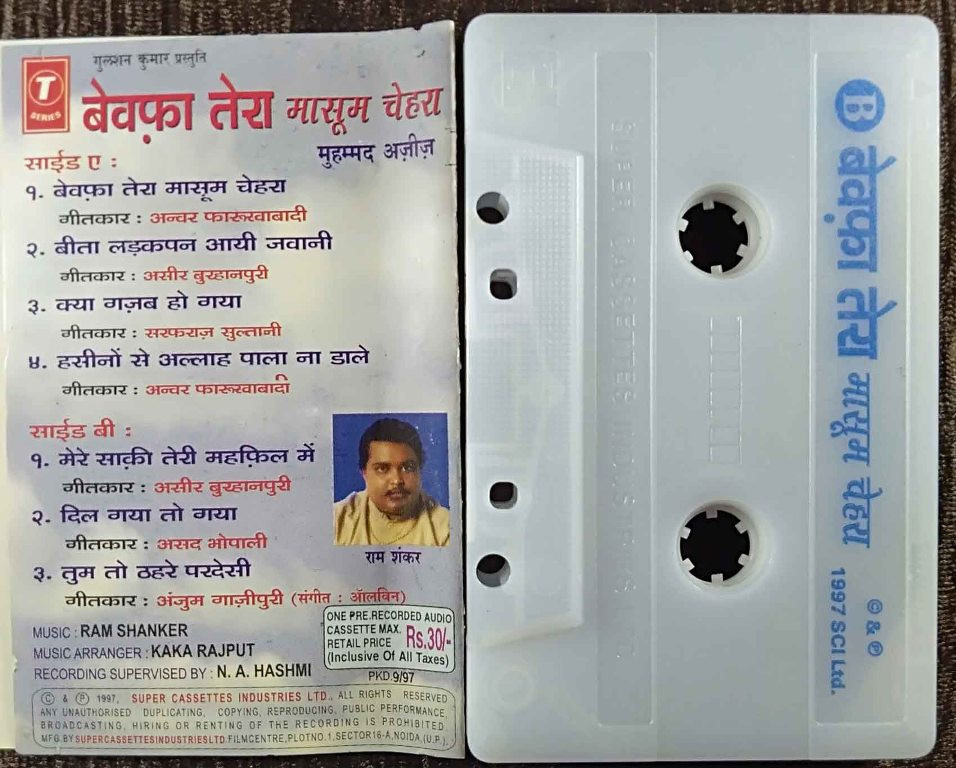 गुलशन कुमार प्रस्तुति
T
SERIES
बेवफ़ा तेरा मासूम चेहरा
मुहम्मद अज़ीज़
साईड ए :
१. बेवफ़ा तेरा मासूम चेहरा
गीतकार : अन्वर फारूखाबादी
२. बीता लड़कपन आयी जवानी
गीतकार : असीर बुरहानपुरी
३. क्या गज़ब हो गया
गीतकार : सरफराज़ सुल्तानी
४. हसीनों से अल्लाह पाला ना डाले
गीतकार : अन्वर फारूखाबादी
साईड बी :
१. मेरे साक़ी तेरी महफ़िल में
गीतकार : असीर बुरहानपुरी
२. दिल गया तो गया
गीतकार : असद भोपाली
३. तुम तो ठहरे परदेसी
गीतकार : अंजुम गाज़ीपुरी (संगीत : ऑलविन)
राम शंकर
MUSIC : RAM SHANKER
MUSIC ARRANGER : KAKA RAJPUT
RECORDING SUPERVISED BY : N. A. HASHMI
ONE PRE.RECORDED AUDIO
CASSETTE MAX.
RETAIL PRICE Rs.30/-
(Inclusive Of All Taxes)
PKD.9/97
© & ℗ 1997, SUPER CASSETTES INDUSTRIES LTD., ALL RIGHTS RESERVED
ANY UNAUTHORISED DUPLICATING, COPYING, REPRODUCING, PUBLIC PERFORMANCE,
BROADCASTING, HIRING OR RENTING OF THE RECORDING IS PROHIBITED
MFG.BY SUPERCASSETTESINDUSTRIESLTD.FILMCENTRE,PLOTNO.1,SECTOR16-A,NOIDA.(U.P.).
B बेवफ़ा तेरा मासूम चेहरा
© & ℗
1997 SCI Ltd.
SUPER CASSETTES INDUSTRIES LTD